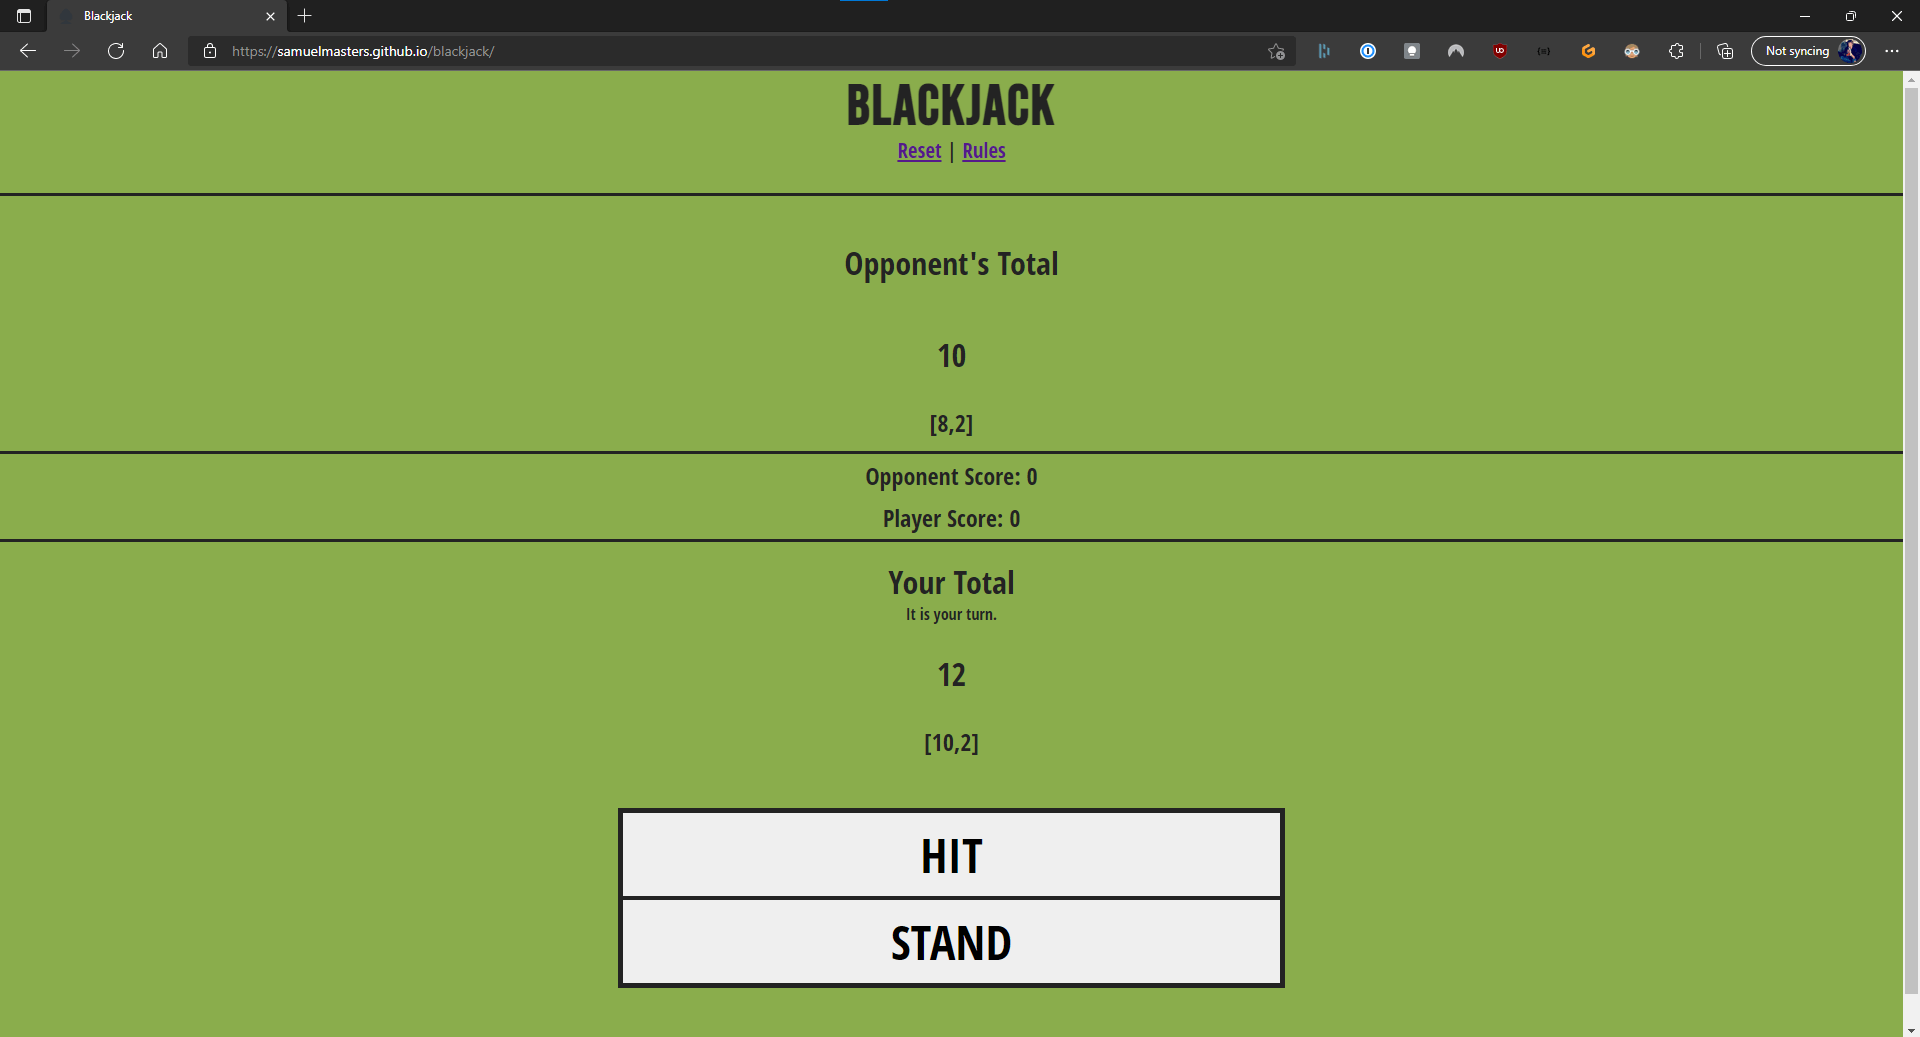 Blackjack
https://samuelmasters.github.io/blackjack/
Not syncing
BLACKJACK
Reset | Rules
Opponent's Total
10
[8,2]
Opponent Score: 0
Player Score: 0
Your Total
It is your turn.
12
[10,2]
HIT
STAND